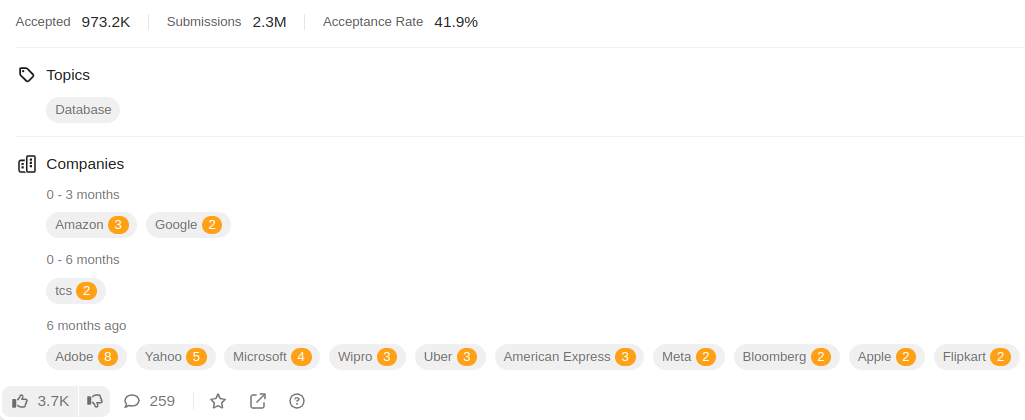 Accepted 973.2K Submissions 2.3M Acceptance Rate 41.9%
Topics
Database
Companies
0 - 3 months
Amazon 3 Google 2
0 - 6 months
tcs 2
6 months ago
Adobe 8 Yahoo 5 Microsoft 4 Wipro 3 Uber 3 American Express 3 Meta 2 Bloomberg 2 Apple 2 Flipkart 2
3.7K 259